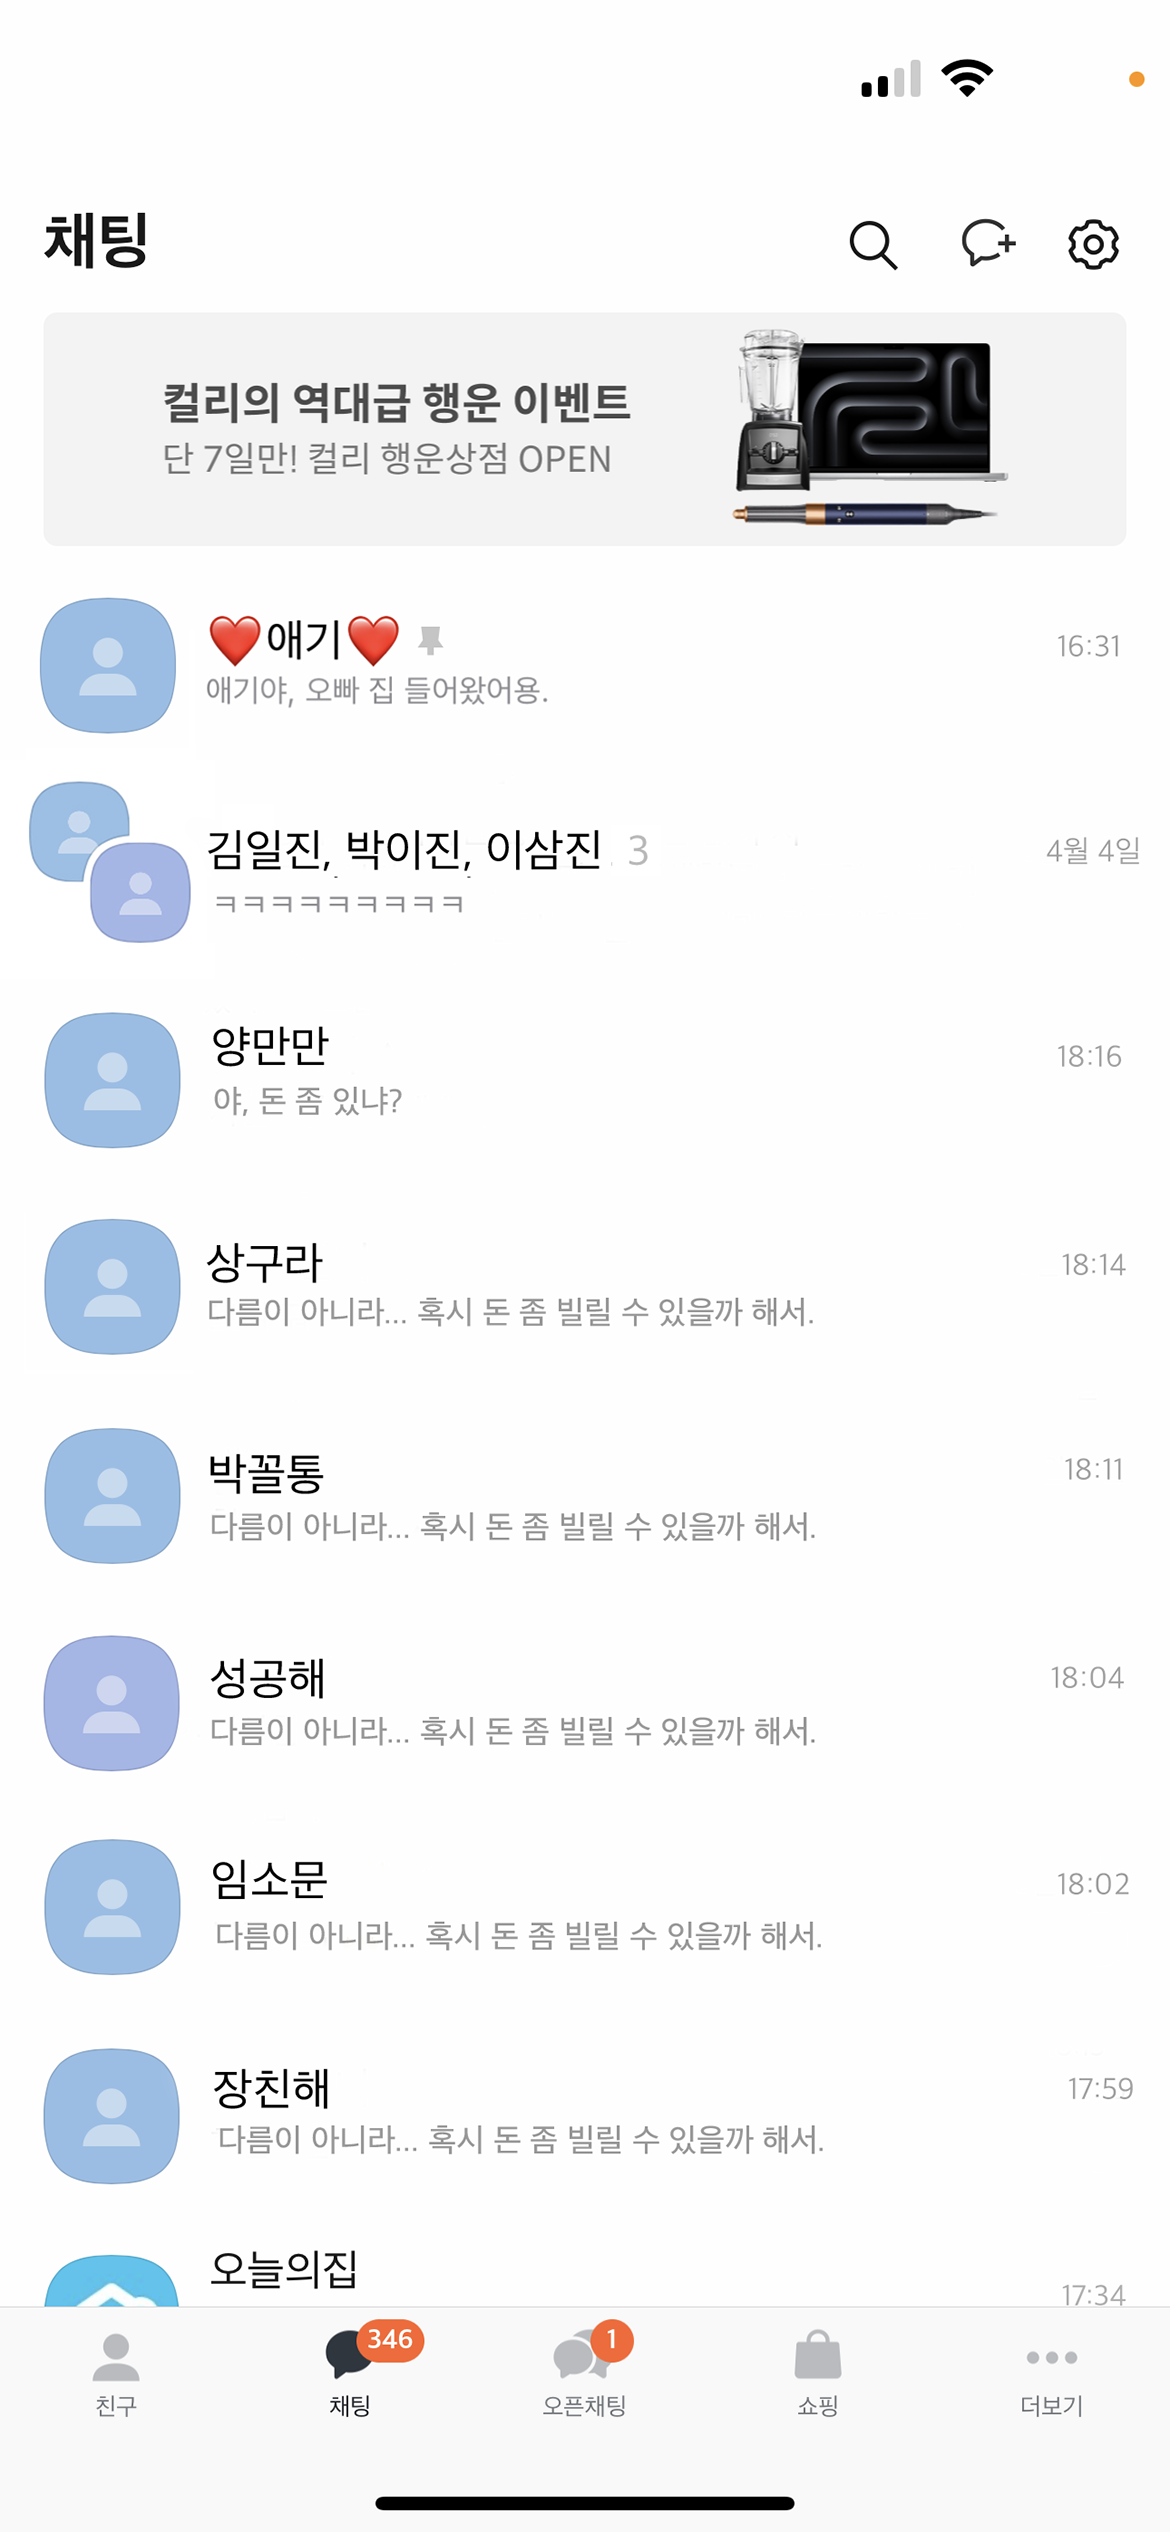 채팅
컬리의 역대급 행운 이벤트
단 7일만! 컬리 행운상점 OPEN
❤️애기❤️
16:31
애기야, 오빠 집 들어왔어용.
김일진, 박이진, 이삼진 3
4월 4일
ㅋㅋㅋㅋㅋㅋㅋㅋㅋ
양만만
18:16
야, 돈 좀 있냐?
상구라
18:14
다름이 아니라... 혹시 돈 좀 빌릴 수 있을까 해서.
박꼴통
18:11
다름이 아니라... 혹시 돈 좀 빌릴 수 있을까 해서.
성공해
18:04
다름이 아니라... 혹시 돈 좀 빌릴 수 있을까 해서.
임소문
18:02
다름이 아니라... 혹시 돈 좀 빌릴 수 있을까 해서.
장친해
17:59
다름이 아니라... 혹시 돈 좀 빌릴 수 있을까 해서.
오늘의집
17:34
346
1
친구
채팅
오픈채팅
쇼핑
더보기